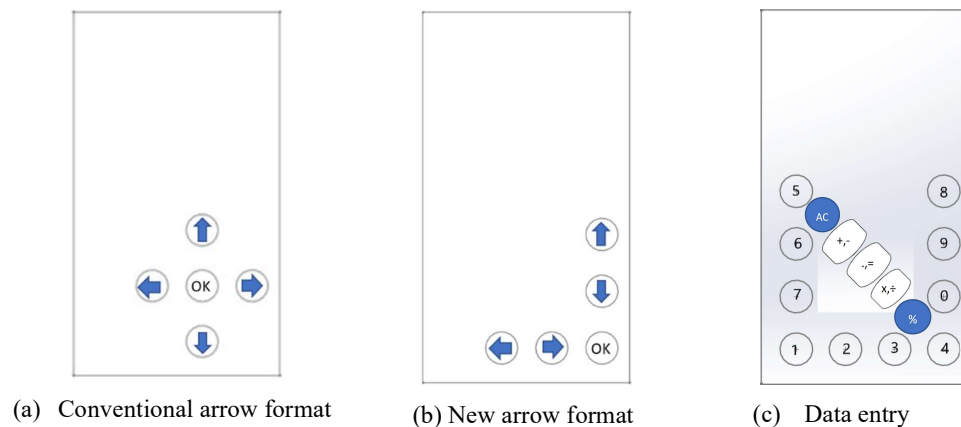 OK
OK
5 8
AC
+,-
6 9
.,=
x,÷
7 0
%
1 2 3 4
(a) Conventional arrow format
(b) New arrow format
(c) Data entry